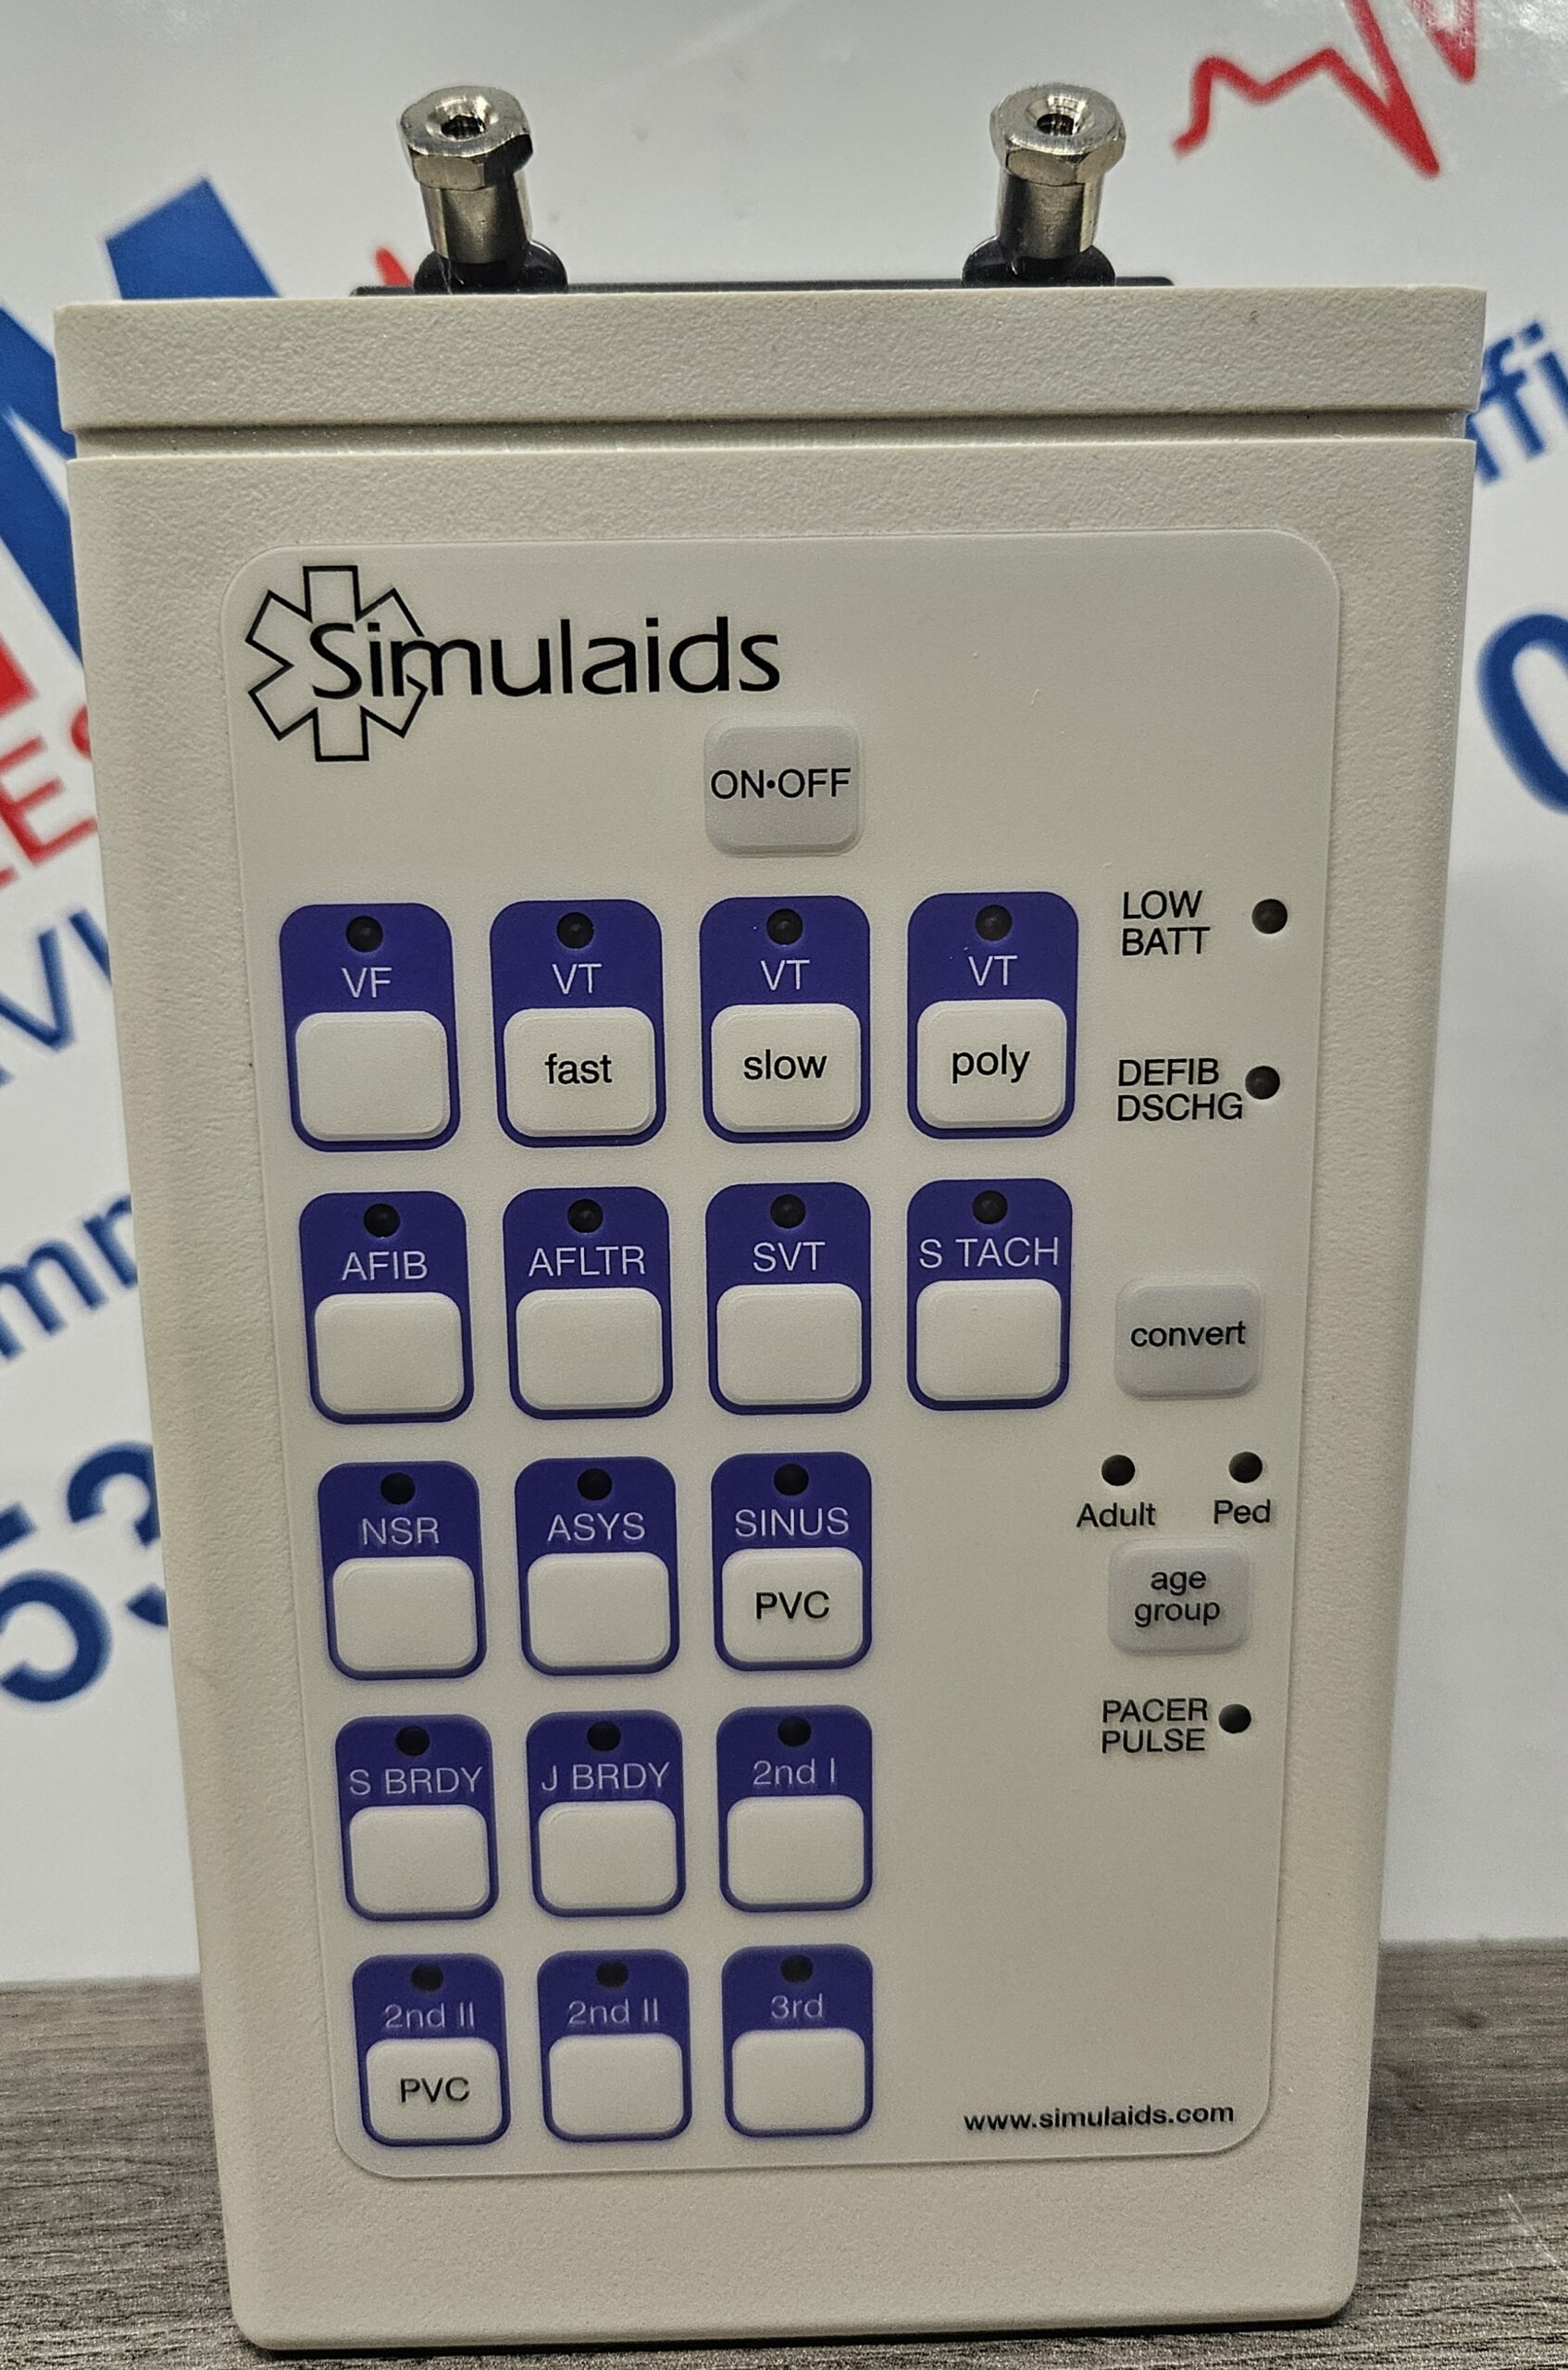 Simulaids
ON•OFF
VF
VT
VT
VT
LOW
BATT
fast
slow
poly
DEFIB
DSCHG
AFIB
AFLTR
SVT
S TACH
convert
NSR
ASYS
SINUS
Adult
Ped
PVC
age
group
S BRDY
J BRDY
2nd I
PACER
PULSE
2nd II
2nd II
3rd
PVC
www.simulaids.com